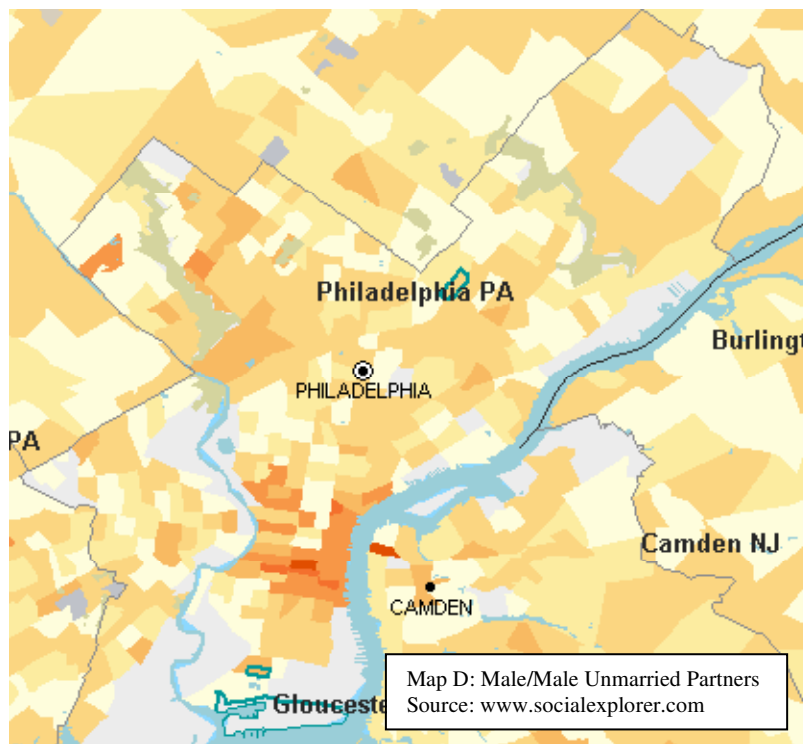 Philadelphia PA
Burlingt
PHILADELPHIA
PA
Camden NJ
CAMDEN
Glouceste
Map D: Male/Male Unmarried Partners
Source: www.socialexplorer.com